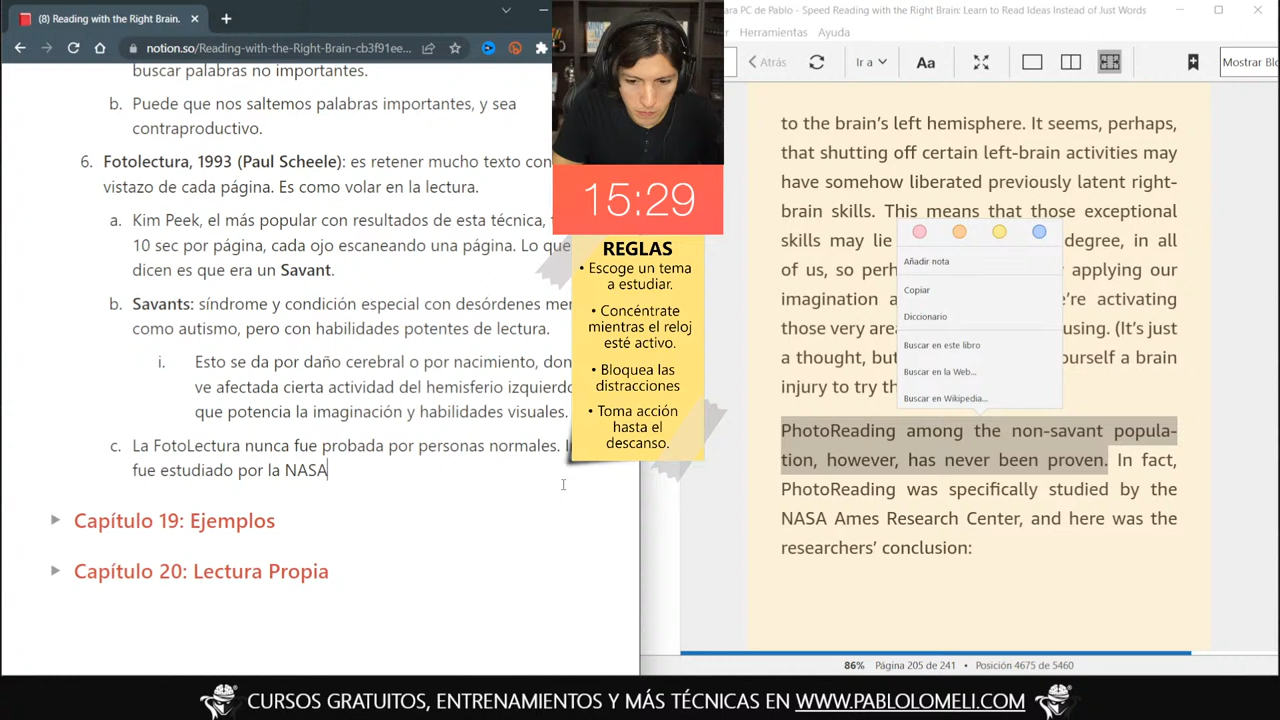 (8) Reading with the Right Brain.
notion.so/Reading-with-the-Right-Brain-cb3f91ee...
buscar palabras no importantes.
b. Puede que nos saltemos palabras importantes, y sea
contraproductivo.
6. Fotolectura, 1993 (Paul Scheele): es retener mucho texto con
vistazo de cada página. Es como volar en la lectura.
a. Kim Peek, el más popular con resultados de esta técnica,
10 sec por página, cada ojo escaneando una página. Lo que
dicen es que era un Savant.
b. Savants: síndrome y condición especial con desórdenes
como autismo, pero con habilidades potentes de lectura.
i. Esto se da por daño cerebral o por nacimiento,
ve afectada cierta actividad del hemisferio izquierdo
que potencia la imaginación y habilidades visuales.
c. La FotoLectura nunca fue probada por personas normales.
fue estudiado por la NASA
Capítulo 19: Ejemplos
Capítulo 20: Lectura Propia
15:29
REGLAS
• Escoge un tema
a estudiar.
• Concéntrate
mientras el reloj
esté activo.
• Bloquea las
distracciones
• Toma acción
hasta el
descanso.
para PC de Pablo - Speed Reading with the Right Brain: Learn to Read Ideas Instead of Just Words
Herramientas Ayuda
Atrás Ir a Aa Mostrar
to the brain's left hemisphere. It seems, perhaps,
that shutting off certain left-brain activities may
have somehow liberated previously latent right-
brain skills. This means that those exceptional
skills may lie degree, in all
of us, so applying our
imagination activating
those very using. (It's just
a thought, yourself a brain
injury to try
PhotoReading among the non-savant popula-
tion, however, has never been proven. In fact,
PhotoReading was specifically studied by the
NASA Ames Research Center, and here was the
researchers' conclusion:
Añadir nota
Copiar
Diccionario
Buscar en este libro
Buscar en la Web...
Buscar en Wikipedia...
86% Página 205 de 241 • Posición 4675 de 5460
CURSOS GRATUITOS, ENTRENAMIENTOS Y MÁS TÉCNICAS EN WWW.PABLOLOMELI.COM